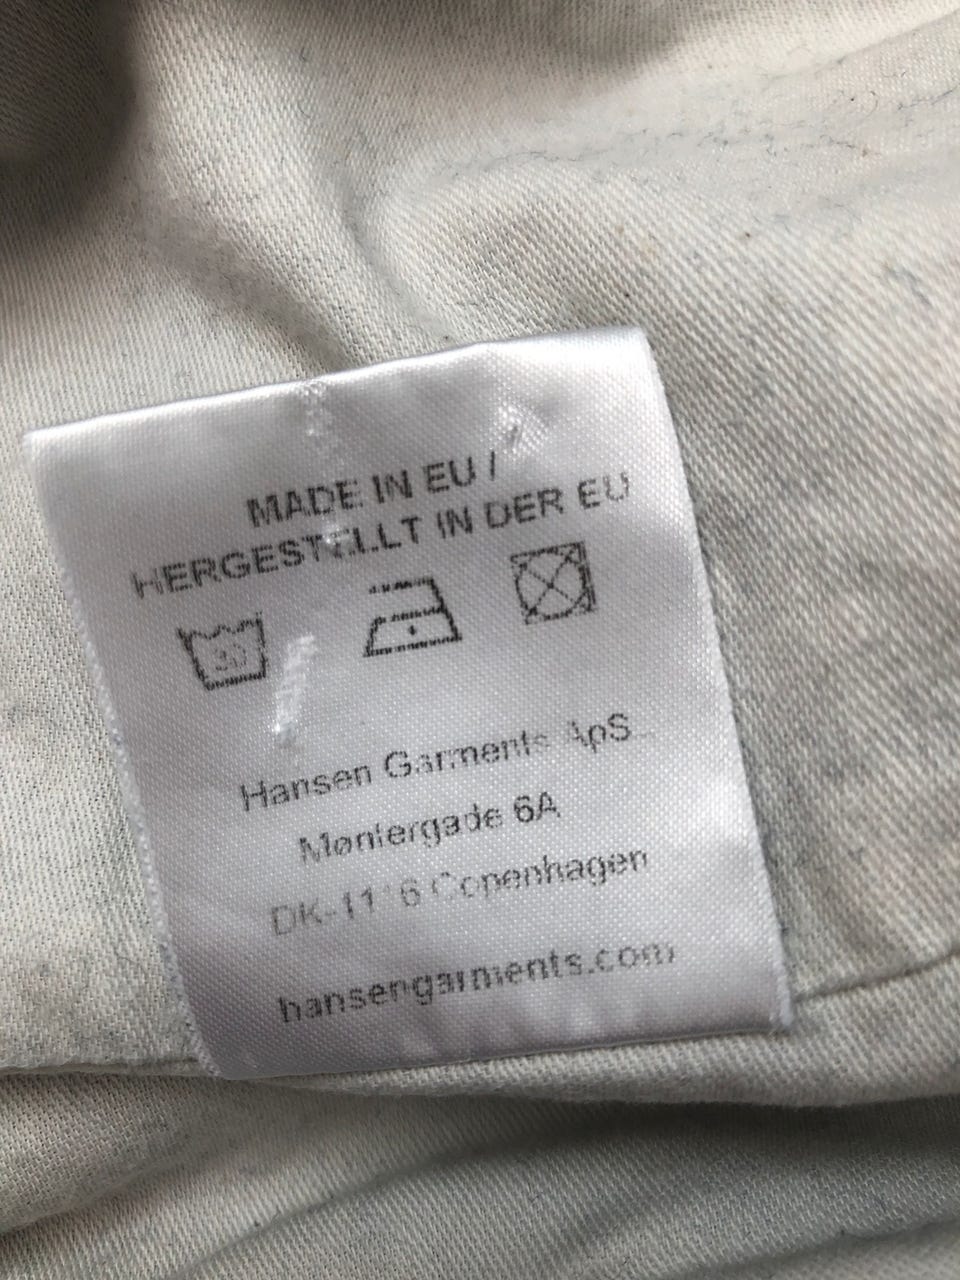 MADE IN EU /
HERGESTELLT IN DER EU
30
Hansen Garments ApS
Møntergade 6A
Copenhagen
hansengarments.com